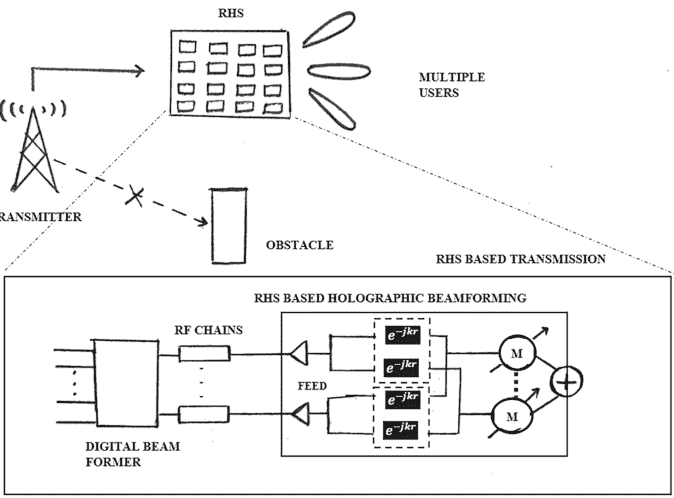 RHS
MULTIPLE
USERS
RANSMITTER
OBSTACLE
RHS BASED TRANSMISSION
RHS BASED HOLOGRAPHIC BEAMFORMING
RF CHAINS
e^{-jkr}
M
e^{-jkr}
FEED
e^{-jkr}
M
e^{-jkr}
DIGITAL BEAM
FORMER